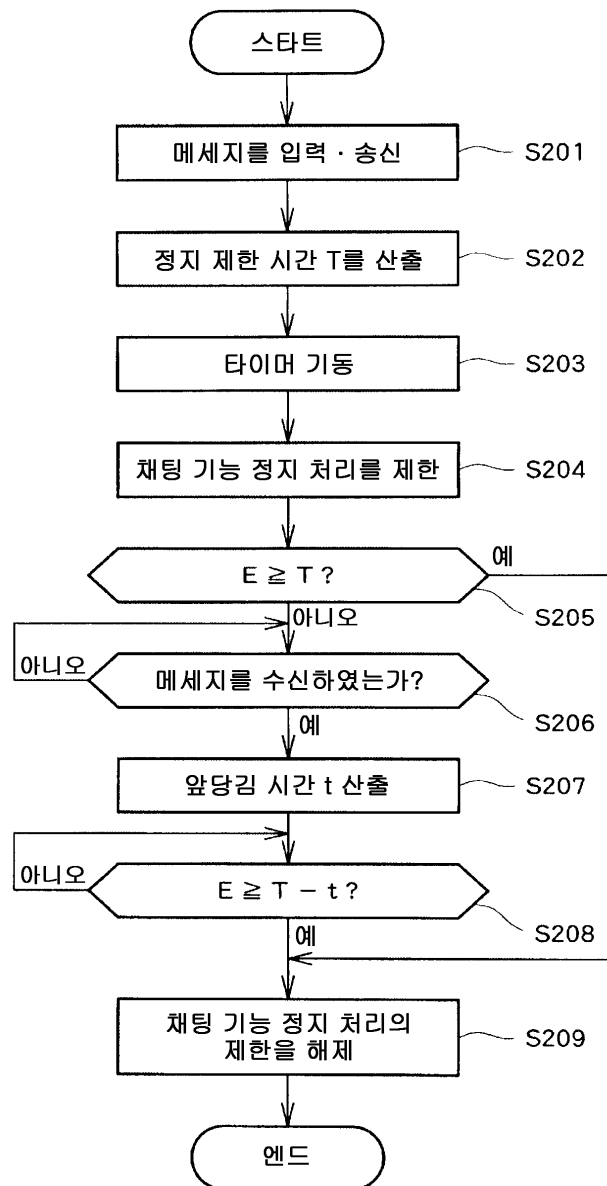 스타트
메세지를 입력 · 송신
S201
정지 제한 시간 T를 산출
S202
타이머 기동
S203
채팅 기능 정지 처리를 제한
S204
E ≧ T ?
예
S205
아니오
메세지를 수신하였는가?
아니오
S206
예
앞당김 시간 t 산출
S207
E ≧ T - t ?
아니오
S208
예
채팅 기능 정지 처리의
제한을 해제
S209
엔드